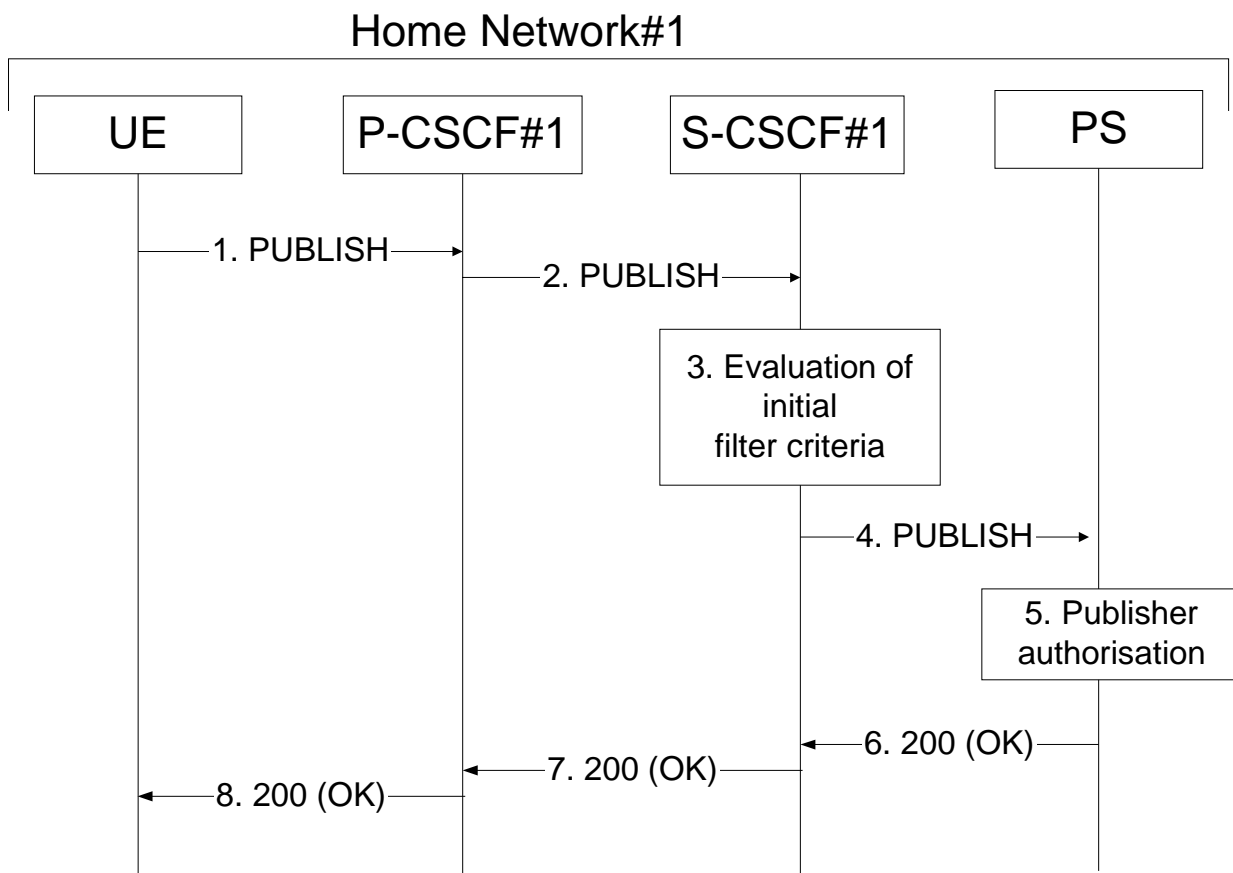 Home Network#1
UE
P-CSCF#1
S-CSCF#1
PS
1. PUBLISH
2. PUBLISH
3. Evaluation of
initial
filter criteria
4. PUBLISH
5. Publisher
authorisation
6. 200 (OK)
7. 200 (OK)
8. 200 (OK)